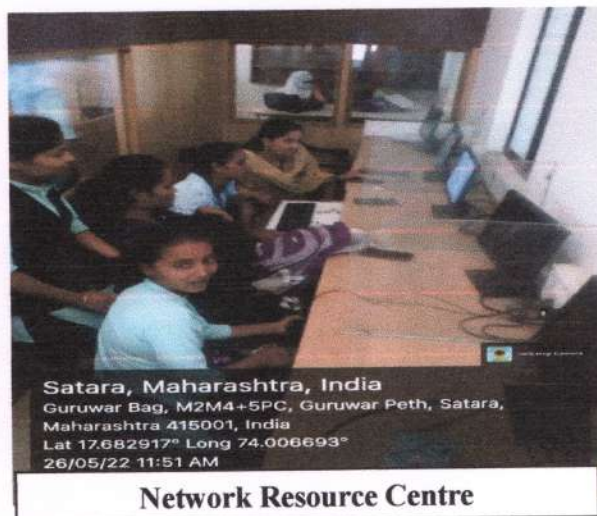 Satara, Maharashtra, India
Guruwar Bag, M2M4+5PC, Guruwar Peth, Satara,
Maharashtra 415001, India
Lat 17.682917° Long 74.006693°
26/05/22 11:51 AM
Network Resource Centre